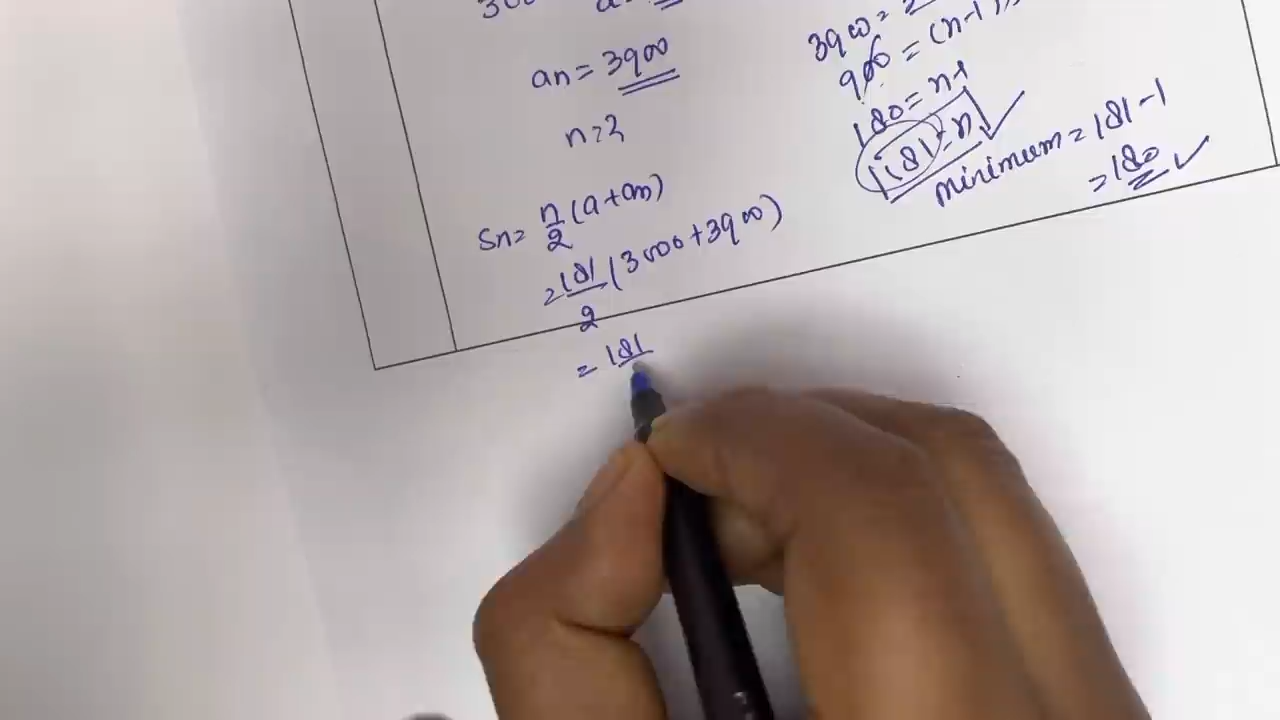 an = 3900
n=?
Sn = n/2 (a+an)
= 181/2 (3000+3900)
= 181
3900 =
900 = (n-1)
180 = n-1
181 = n ✓
minimum = 181-1
= 180 ✓